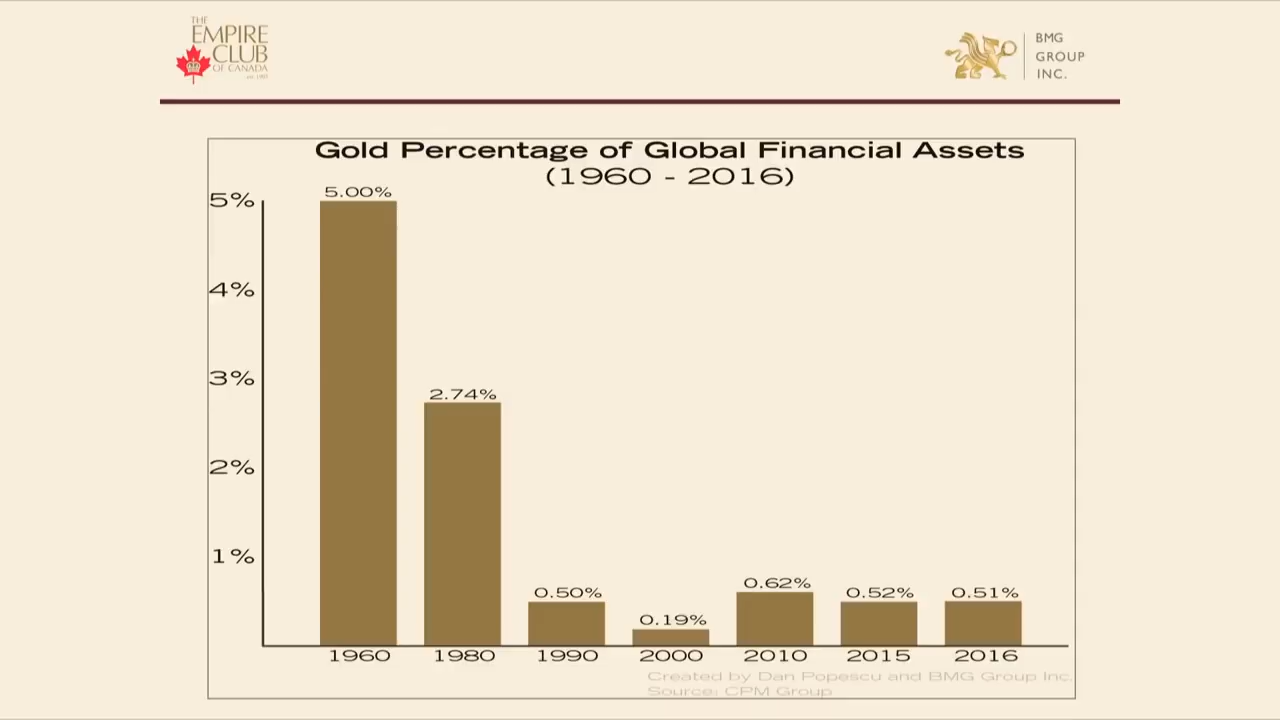 THE
EMPIRE
CLUB
OF CANADA
BMG
GROUP
INC.
Gold Percentage of Global Financial Assets
(1960 - 2016)
5%
4%
3%
2%
1%
5.00%
2.74%
0.50%
0.19%
0.62%
0.52%
0.51%
1960 1980 1990 2000 2010 2015 2016
Created by Dan Popescu and BMG Group Inc.
Source: CPM Group